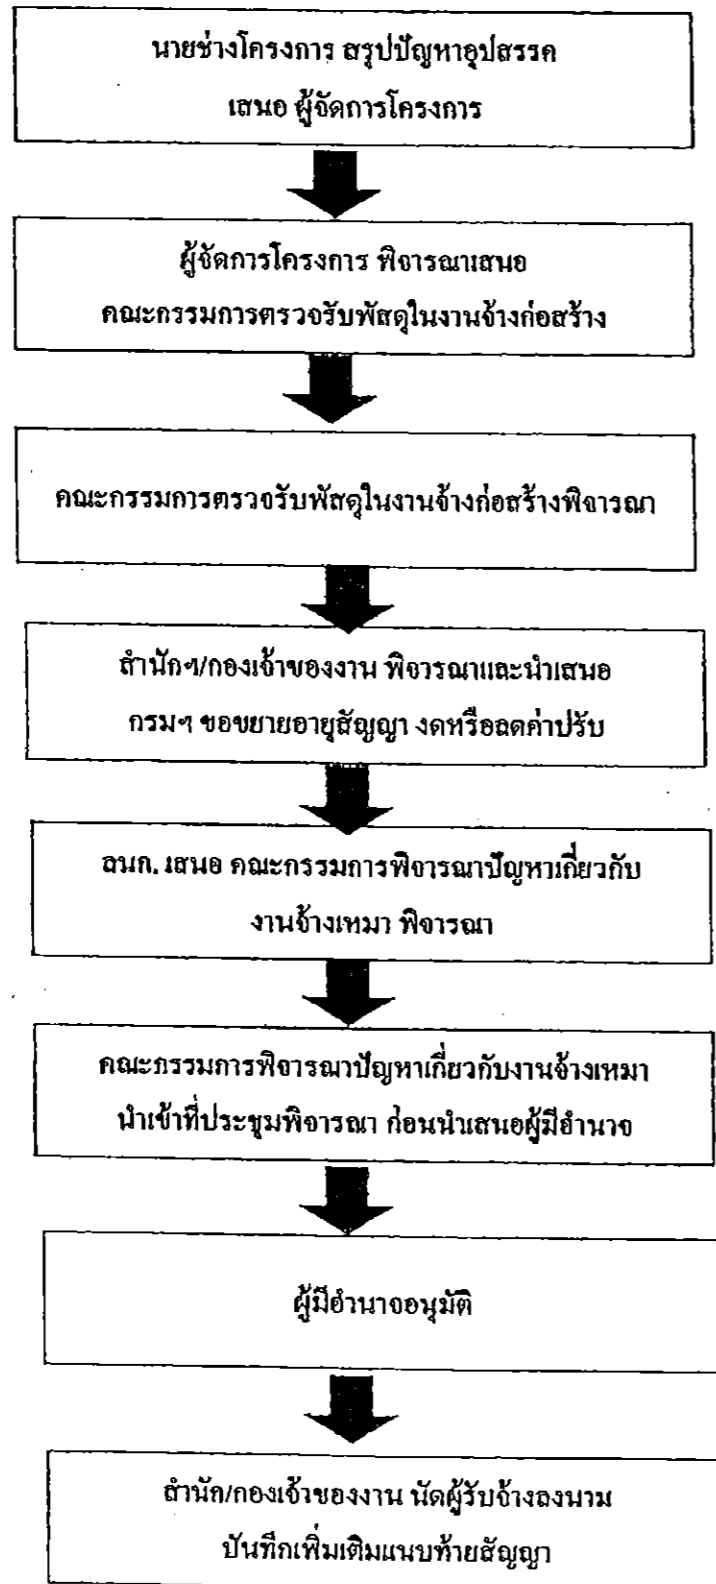 นายช่างโครงการ สรุปปัญหาอุปสรรค
เสนอ ผู้จัดการโครงการ
ผู้จัดการโครงการ พิจารณาเสนอ
คณะกรรมการตรวจรับพัสดุในงานจ้างก่อสร้าง
คณะกรรมการตรวจรับพัสดุในงานจ้างก่อสร้างพิจารณา
สำนักฯ/กองเจ้าของงาน พิจารณาและนำเสนอ
กรมฯ ขอขยายอายุสัญญา งดหรือลดค่าปรับ
ลนก. เสนอ คณะกรรมการพิจารณาปัญหาเกี่ยวกับ
งานจ้างเหมา พิจารณา
คณะกรรมการพิจารณาปัญหาเกี่ยวกับงานจ้างเหมา
นำเข้าที่ประชุมพิจารณา ก่อนนำเสนอผู้มีอำนาจ
ผู้มีอำนาจอนุมัติ
สำนัก/กองเจ้าของงาน นัดผู้รับจ้างลงนาม
บันทึกเพิ่มเติมแนบท้ายสัญญา